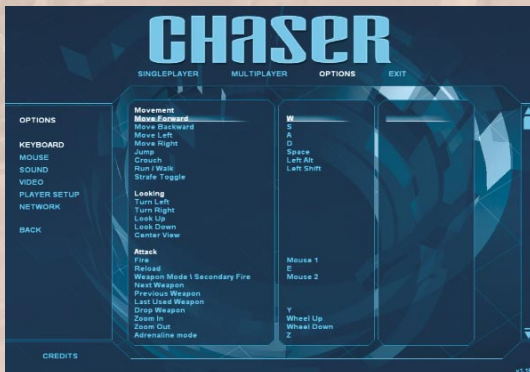 CHASER
SINGLEPLAYER MULTIPLAYER OPTIONS EXIT
OPTIONS
KEYBOARD
MOUSE
SOUND
VIDEO
PLAYER SETUP
NETWORK
BACK
CREDITS
Movement
Move Forward W
Move Backward S
Move Left A
Move Right D
Jump Space
Crouch Left Alt
Run / Walk Left Shift
Strafe Toggle
Looking
Turn Left
Turn Right
Look Up
Look Down
Center View
Attack
Fire Mouse 1
Reload E
Weapon Mode \ Secondary Fire Mouse 2
Next Weapon
Previous Weapon
Last Used Weapon
Drop Weapon Y
Zoom In Wheel Up
Zoom Out Wheel Down
Adrenaline mode Z